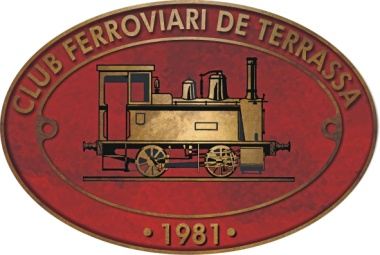 CLUB FERROVIARI DE TERRASSA
• 1981 •